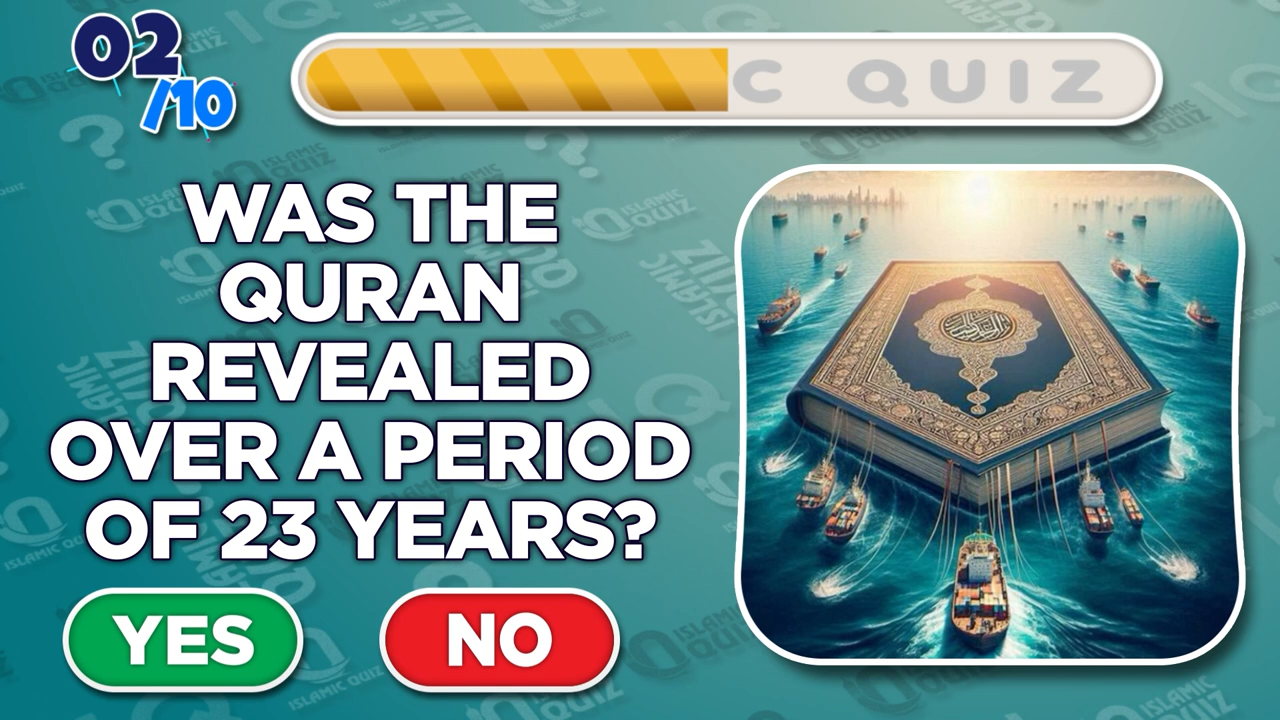 02
/10
C QUIZ
WAS THE
QURAN
REVEALED
OVER A PERIOD
OF 23 YEARS?
YES
NO